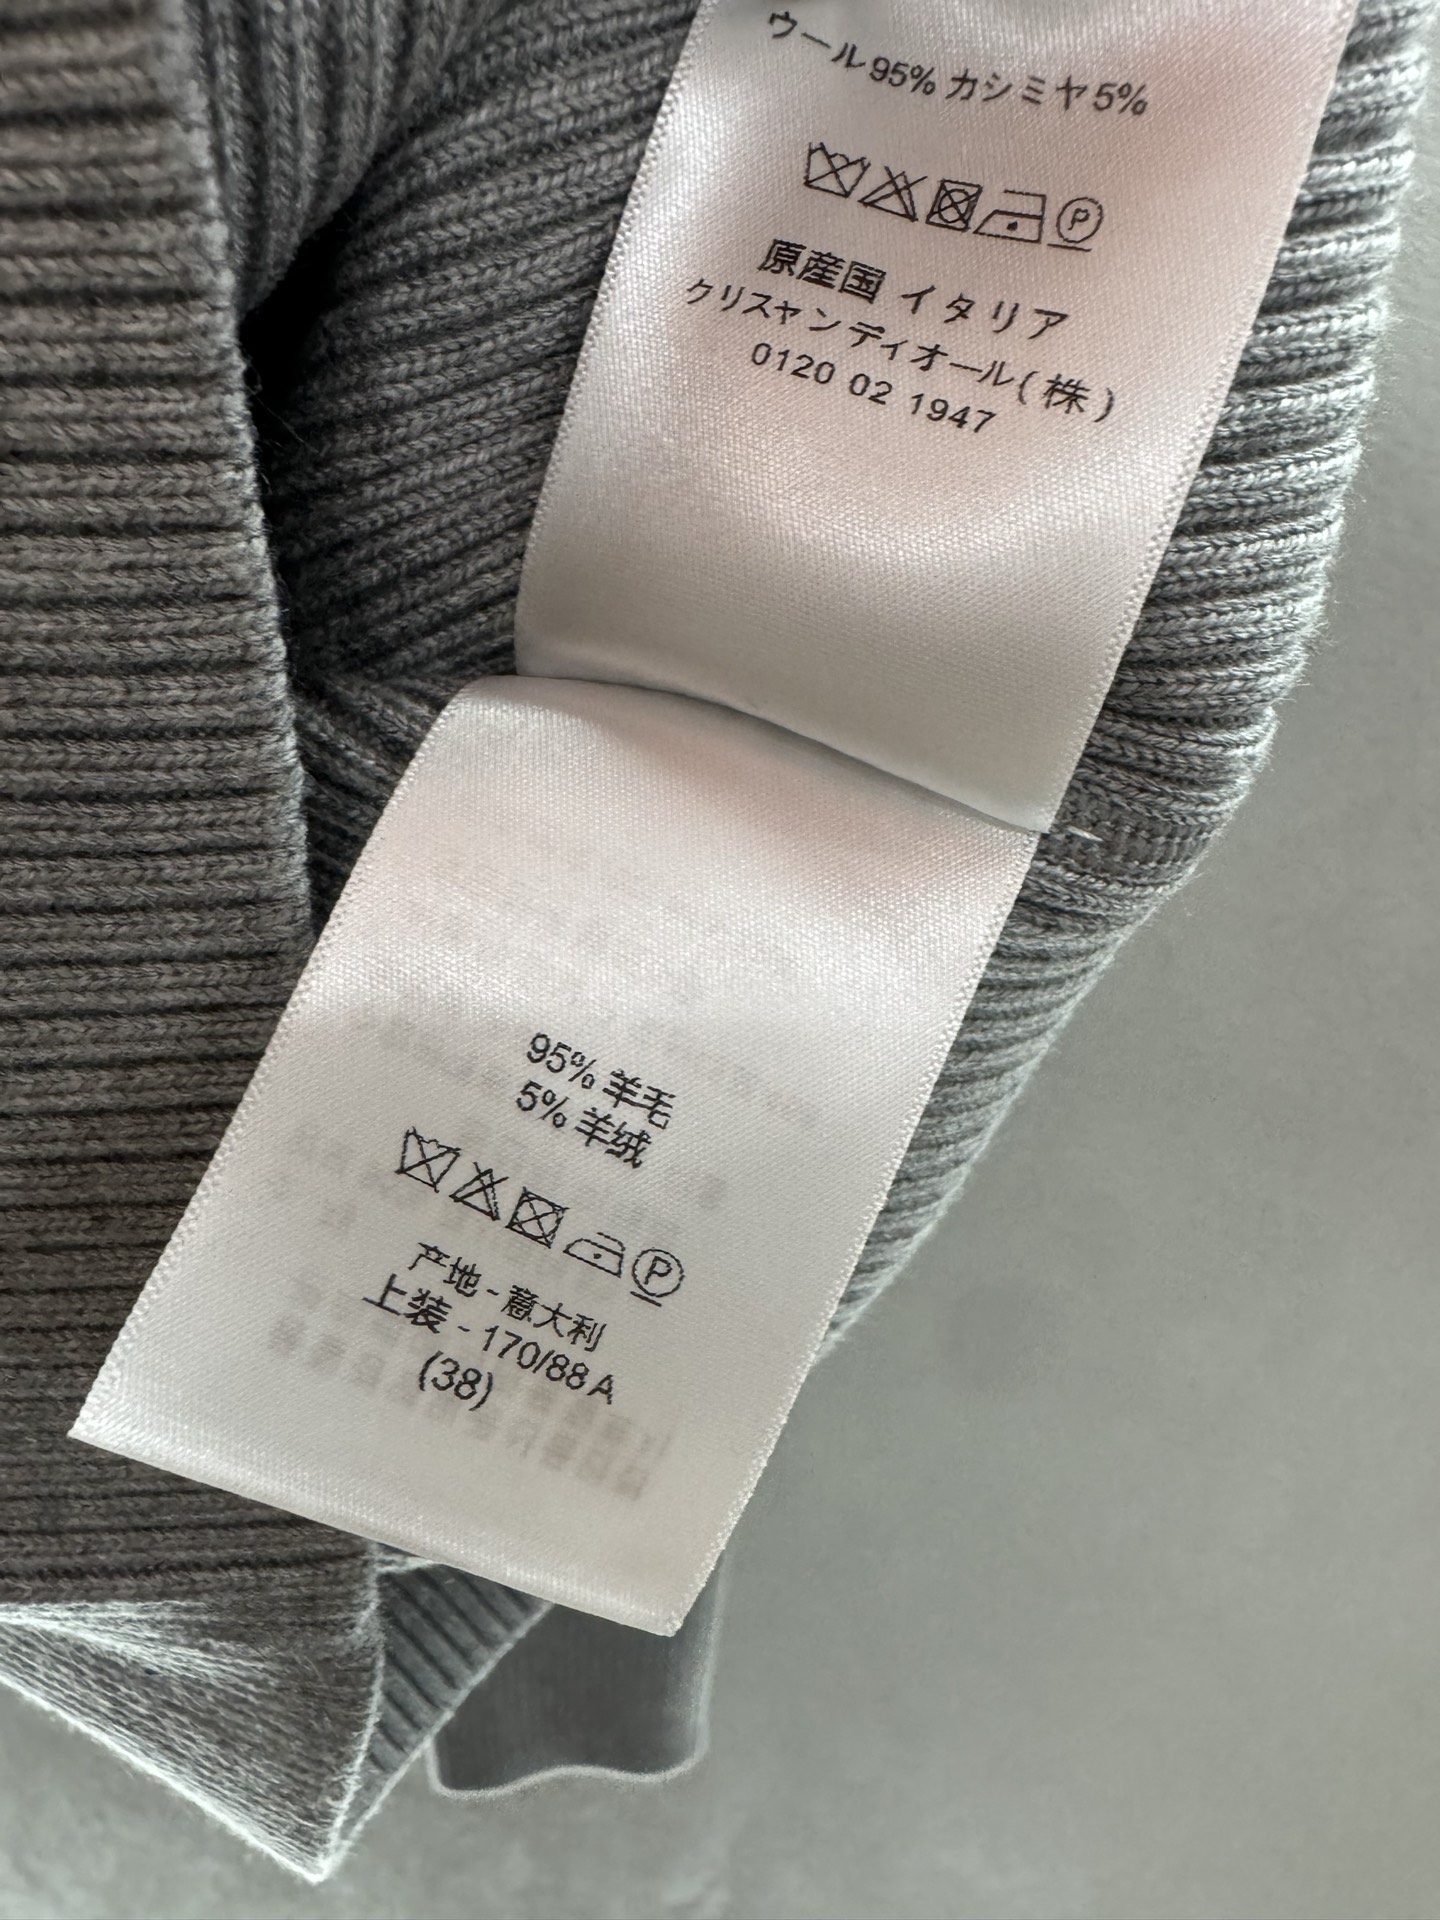 ウール95% カシミヤ5%
P
原産国 イタリア
クリスヤン ディオール(株)
0120 02 1947
95% 羊毛
5% 羊绒
P
产地 - 意大利
上装 - 170/88 A
(38)